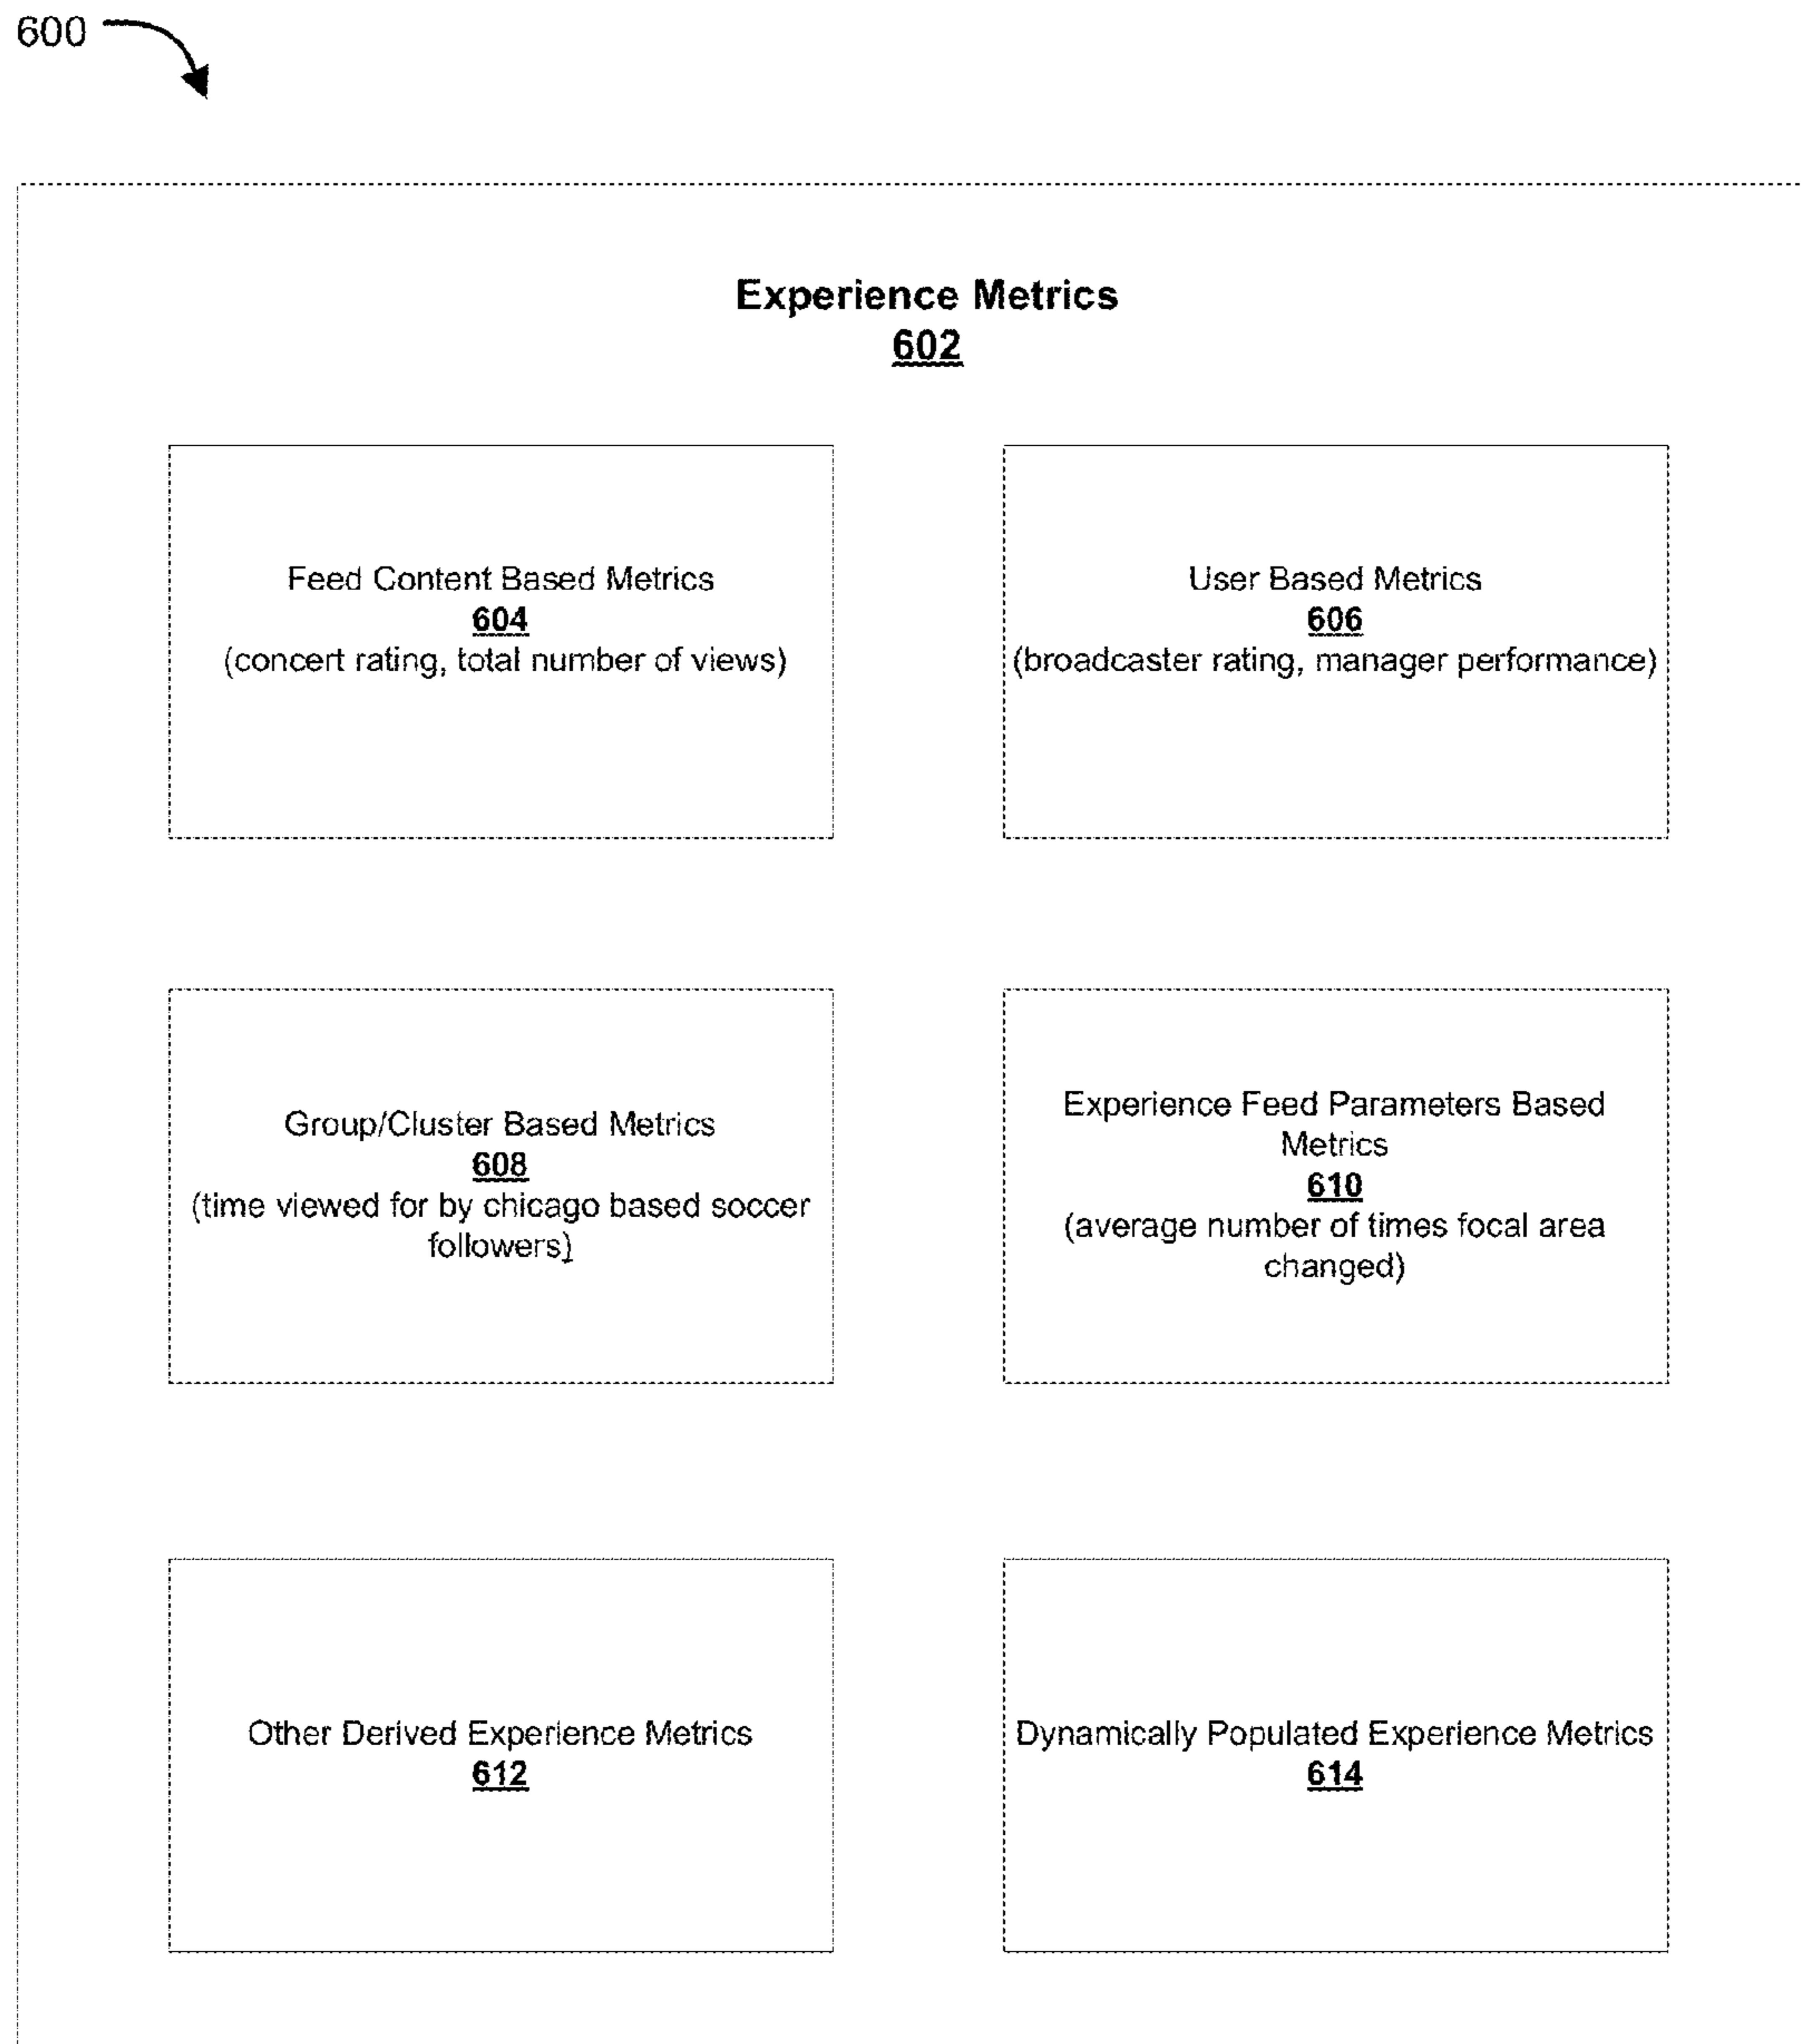 600
Experience Metrics
602
Feed Content Based Metrics
604
(concert rating, total number of views)
User Based Metrics
606
(broadcaster rating, manager performance)
Group/Cluster Based Metrics
608
(time viewed for by chicago based soccer
followers)
Experience Feed Parameters Based
Metrics
610
(average number of times focal area
changed)
Other Derived Experience Metrics
612
Dynamically Populated Experience Metrics
614